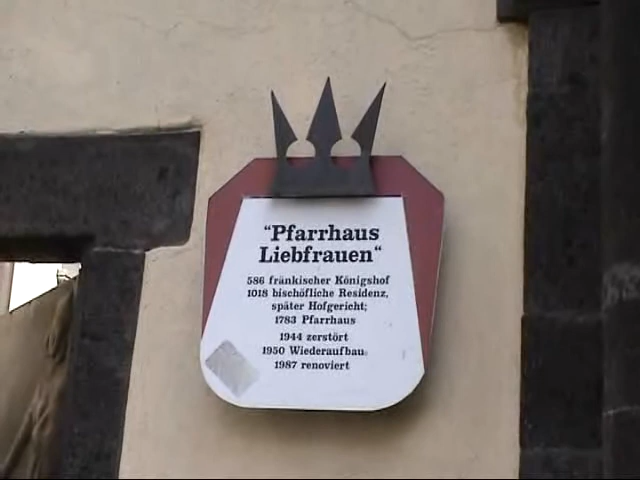 "Pfarrhaus
Liebfrauen"
586 fränkischer Königshof
1018 bischöfliche Residenz,
später Hofgericht;
1783 Pfarrhaus
1944 zerstört
1950 Wiederaufbau
1987 renoviert